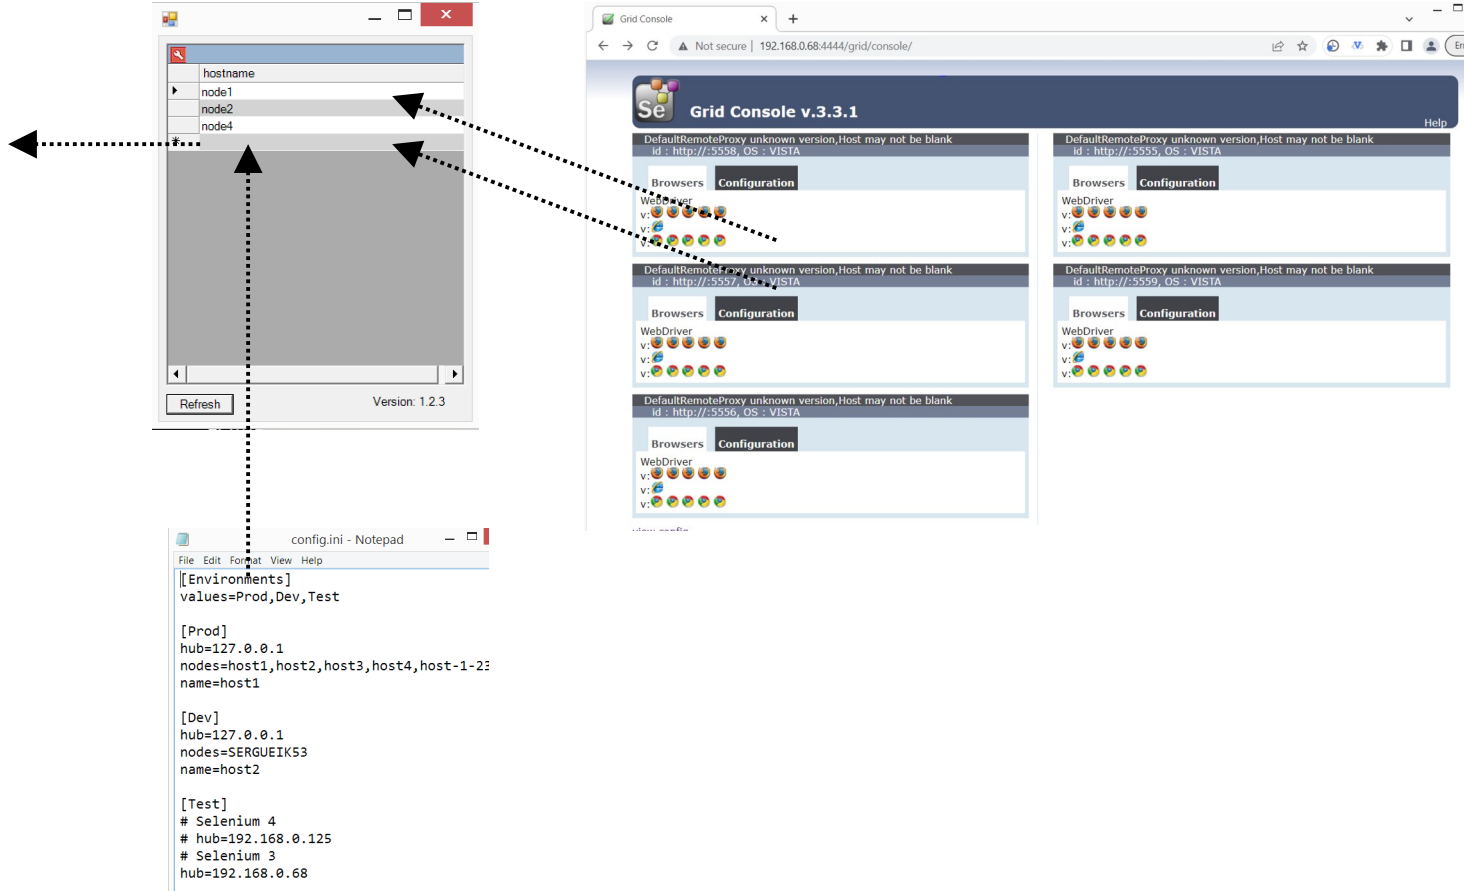 hostname
node1
node2
node4
*
Refresh
Version: 1.2.3
Grid Console
Not secure | 192.168.0.68:4444/grid/console/
Se
Grid Console v.3.3.1
Help
DefaultRemoteProxy unknown version,Host may not be blank
id : http://:5558, OS : VISTA
Browsers Configuration
WebDriver
v:
v:
v:
DefaultRemoteProxy unknown version,Host may not be blank
id : http://:5555, OS : VISTA
Browsers Configuration
WebDriver
v:
v:
v:
DefaultRemoteProxy unknown version,Host may not be blank
id : http://:5557, OS : VISTA
Browsers Configuration
WebDriver
v:
v:
v:
DefaultRemoteProxy unknown version,Host may not be blank
id : http://:5559, OS : VISTA
Browsers Configuration
WebDriver
v:
v:
v:
DefaultRemoteProxy unknown version,Host may not be blank
id : http://:5556, OS : VISTA
Browsers Configuration
WebDriver
v:
v:
v:
view config
config.ini - Notepad
File Edit Format View Help
[Environments]
values=Prod,Dev,Test
[Prod]
hub=127.0.0.1
nodes=host1,host2,host3,host4,host-1-23
name=host1
[Dev]
hub=127.0.0.1
nodes=SERGUEIK53
name=host2
[Test]
# Selenium 4
# hub=192.168.0.125
# Selenium 3
hub=192.168.0.68